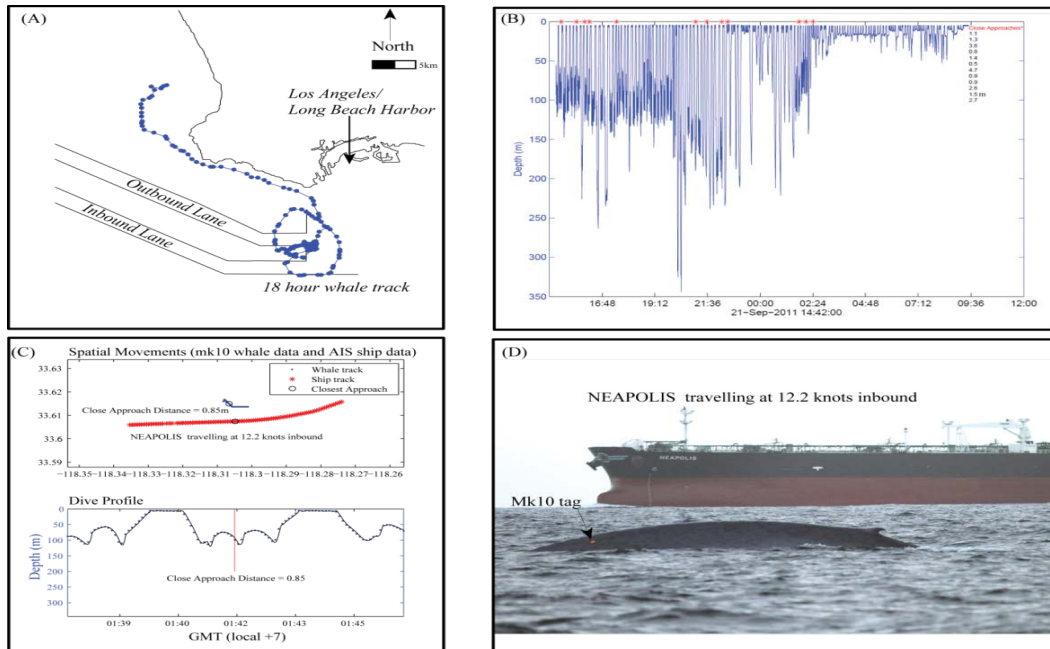 (A)
North
5km
Los Angeles/
Long Beach Harbor
Outbound Lane
Inbound Lane
18 hour whale track
(B)
Close Approaches*
1.1
1.3
3.6
0.8
1.4
0.5
4.7
0.9
0.9
2.6
1.5 m
2.7
0
50
100
150
200
250
300
350
Depth (m)
16:48 19:12 21:36 00:00 02:24 04:48 07:12 09:36 12:00
21-Sep-2011 14:42:00
(C)
Spatial Movements (mk10 whale data and AIS ship data)
33.63
33.62
33.61
33.6
33.59
Whale track
Ship track
Closest Approach
Close Approach Distance = 0.85m
NEAPOLIS travelling at 12.2 knots inbound
-118.35 -118.34 -118.33 -118.32 -118.31 -118.3 -118.29 -118.28 -118.27 -118.26
Dive Profile
0
50
100
150
200
250
300
Depth (m)
Close Approach Distance = 0.85
01:39 01:40 01:42 01:43 01:45
GMT (local +7)
(D)
NEAPOLIS travelling at 12.2 knots inbound
NEAPOLIS
Mk10 tag